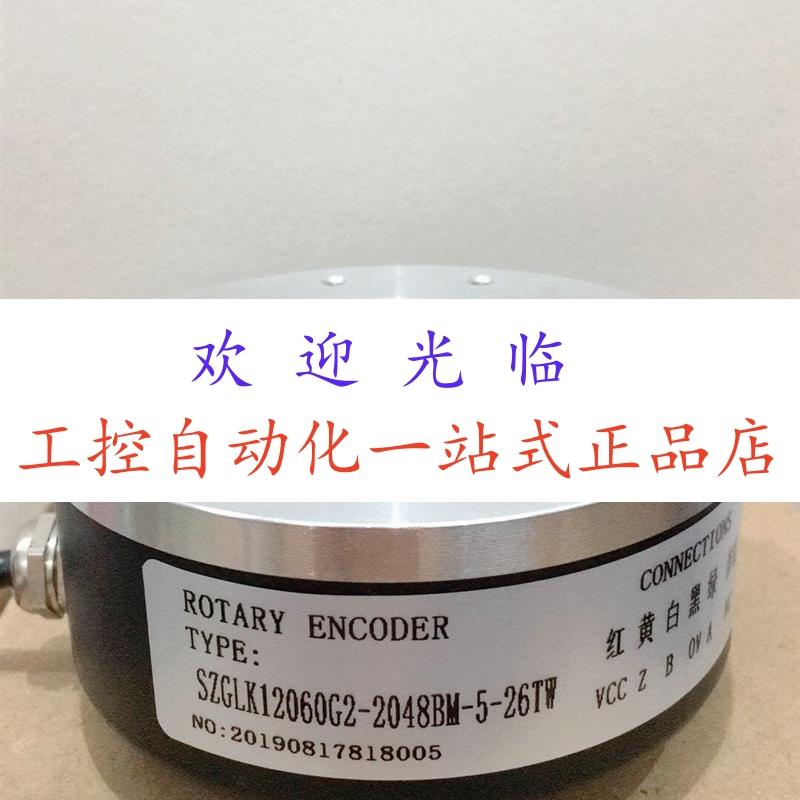 欢迎光临
工控自动化一站式正品店
ROTARY ENCODER
TYPE:
SZGLK12060G2-2048BM-5-26TW
NO:20190817818005
CONNECTIONS
红 黄 白 黑 绿
VCC Z B 0V A